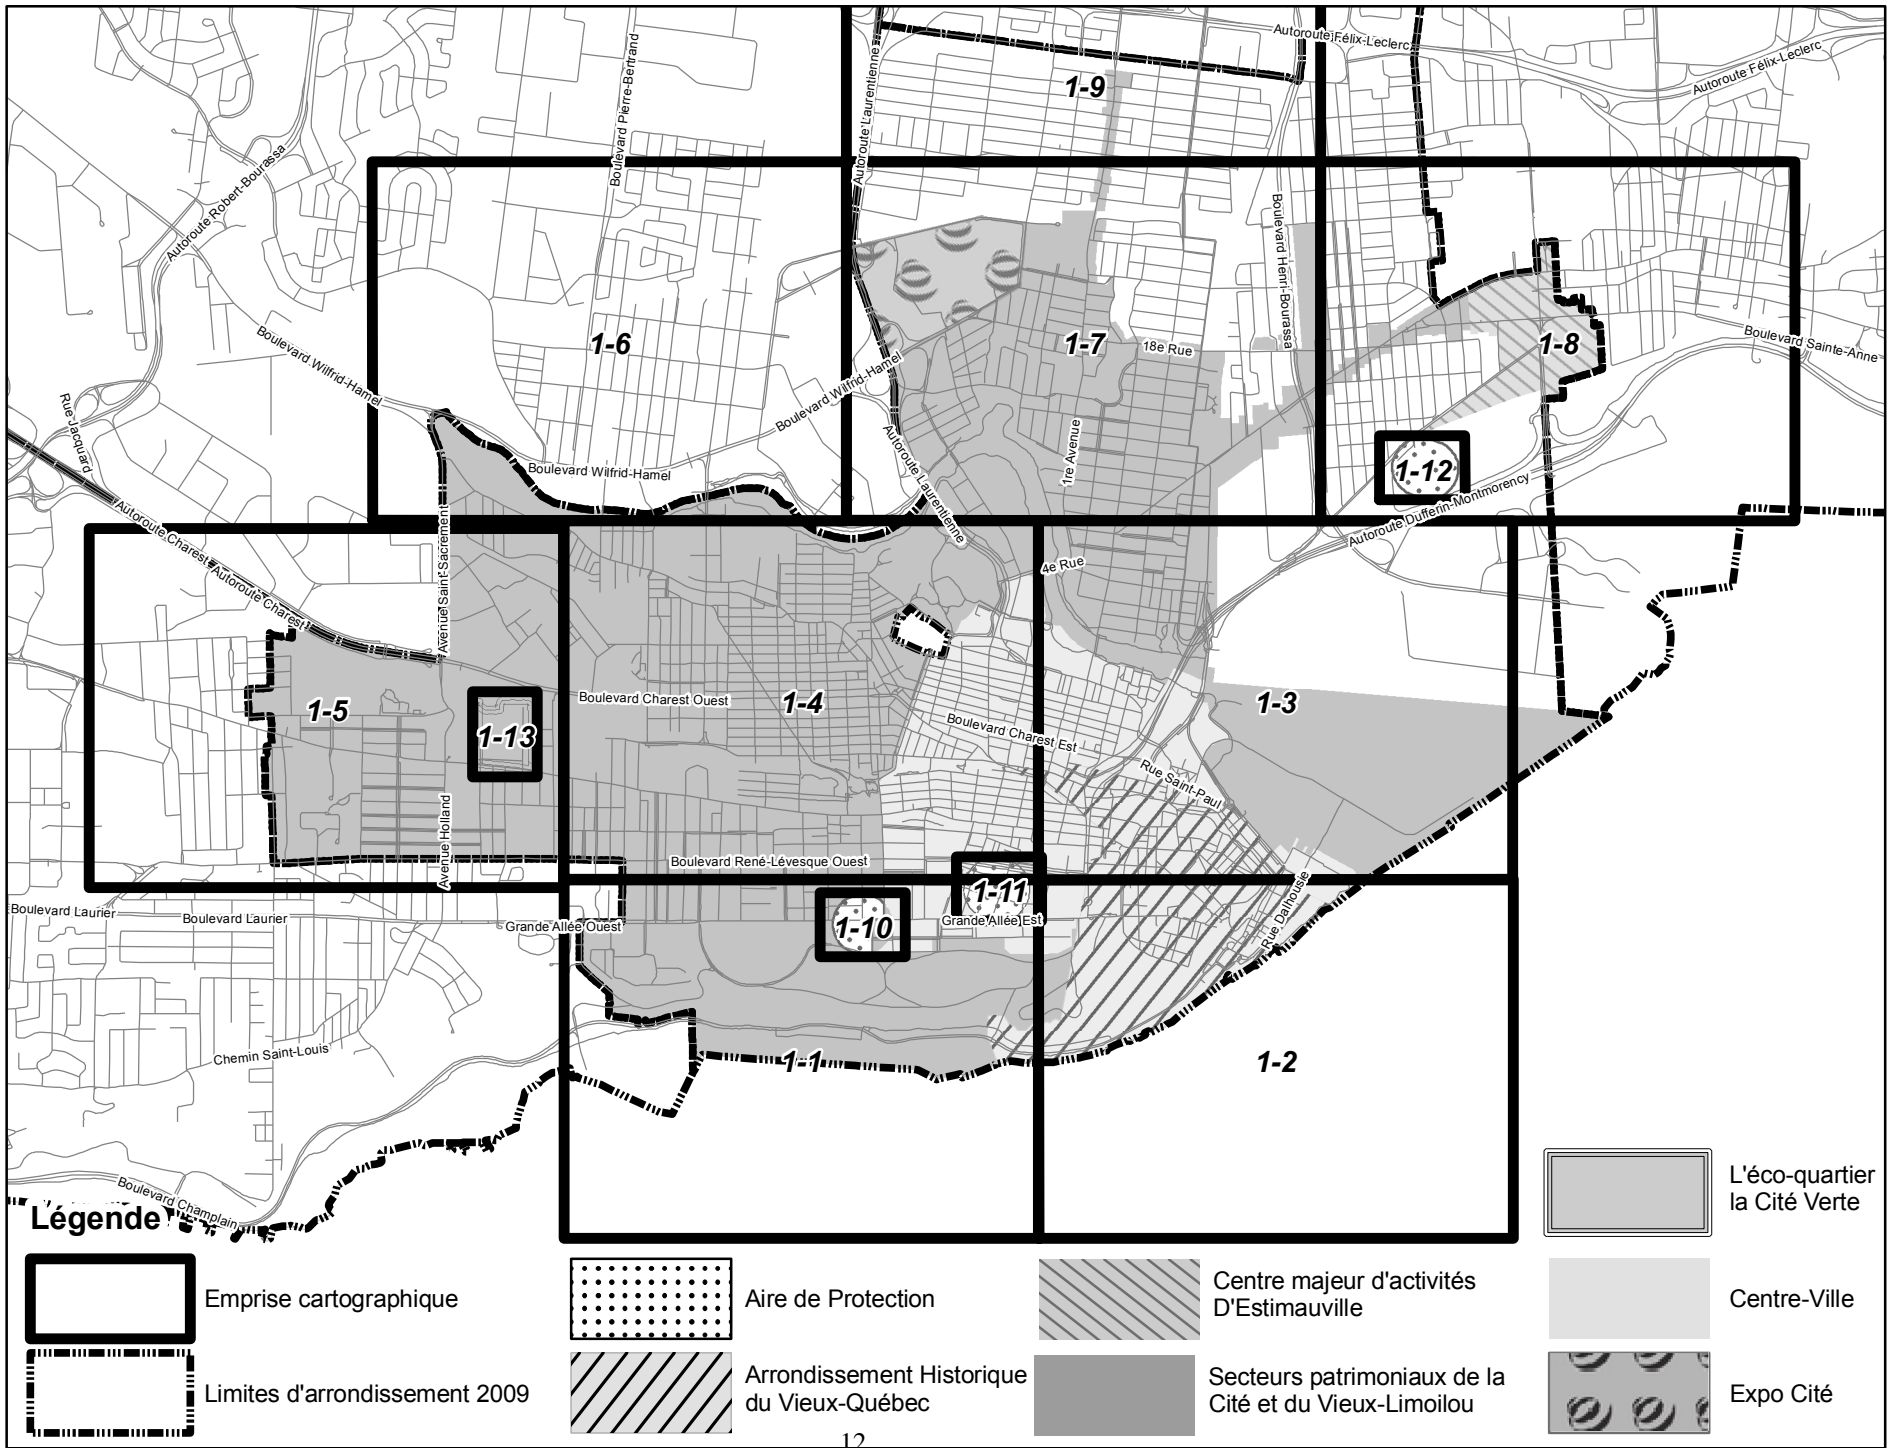 Autoroute Félix-Leclerc
Autoroute Félix-Leclerc
Boulevard Pierre-Bertrand
Autoroute Laurentienne
1-9
Autoroute Robert-Bourassa
Boulevard Henri-Bourassa
Boulevard Wilfrid-Hamel
1-6
1-7
18e Rue
1-8
Boulevard Sainte-Anne
Rue Jacquard
Boulevard Wilfrid-Hamel
Boulevard Wilfrid-Hamel
Autoroute Laurentienne
1re Avenue
1-12
Autoroute Dufferin-Montmorency
Autoroute Charest
Autoroute Charest
Avenue Saint-Sacrement
4e Rue
1-5
1-13
Boulevard Charest Ouest
1-4
Boulevard Charest Est
1-3
Rue Saint-Paul
Avenue Holland
Boulevard René-Lévesque Ouest
1-11
1-10
Grande Allée Est
Rue Dalhousie
Boulevard Laurier
Boulevard Laurier
Grande Allée Ouest
Chemin Saint-Louis
1-1
1-2
Boulevard Champlain
Légende
L'éco-quartier
la Cité Verte
Emprise cartographique
Aire de Protection
Centre majeur d'activités
D'Estimauville
Centre-Ville
Limites d'arrondissement 2009
Arrondissement Historique
du Vieux-Québec
Secteurs patrimoniaux de la
Cité et du Vieux-Limoilou
Expo Cité
12